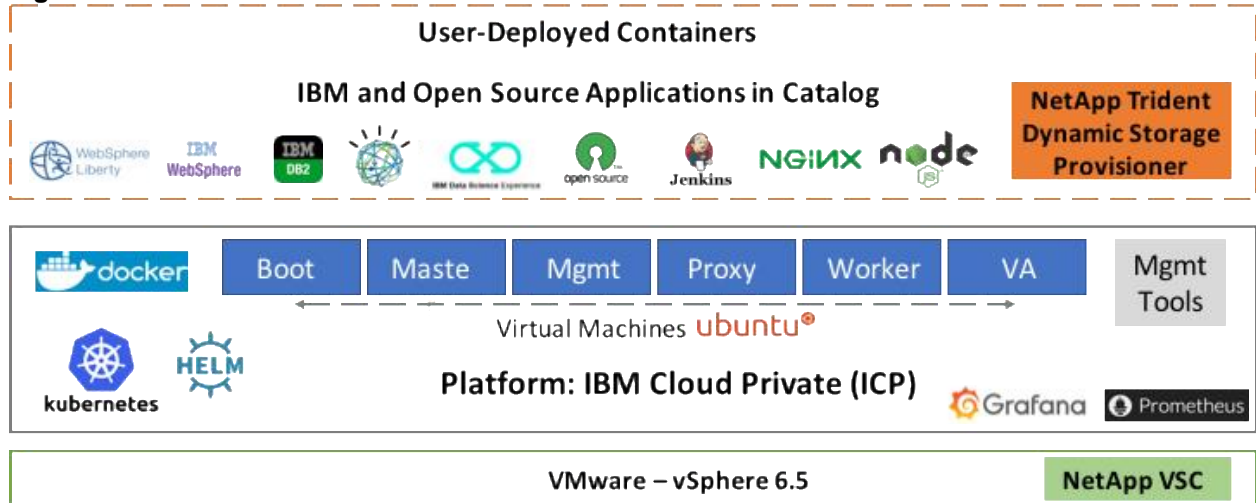 User-Deployed Containers
IBM and Open Source Applications in Catalog
NetApp Trident
Dynamic Storage
Provisioner
WebSphere
Liberty
IBM
WebSphere
IBM
DB2
IBM Data Science Experience
open source
Jenkins
NGINX
node
JS
docker
Boot
Maste
Mgmt
Proxy
Worker
VA
Mgmt
Tools
Virtual Machines ubuntu
kubernetes
HELM
Platform: IBM Cloud Private (ICP)
Grafana
Prometheus
VMware – vSphere 6.5
NetApp VSC